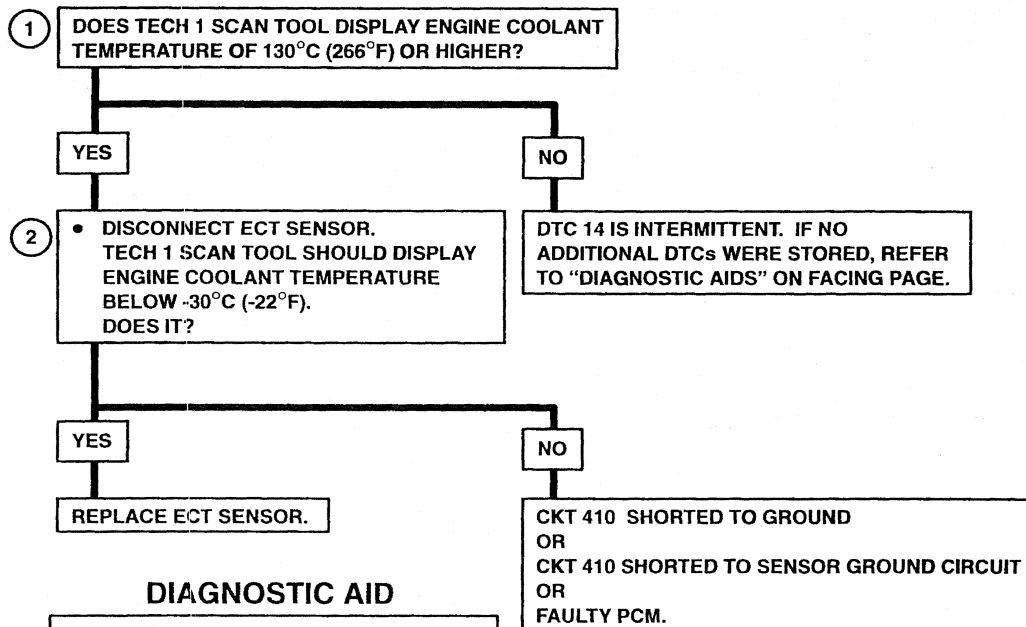 1
DOES TECH 1 SCAN TOOL DISPLAY ENGINE COOLANT
TEMPERATURE OF 130°C (266°F) OR HIGHER?
YES
NO
2
• DISCONNECT ECT SENSOR.
TECH 1 SCAN TOOL SHOULD DISPLAY
ENGINE COOLANT TEMPERATURE
BELOW -30°C (-22°F).
DOES IT?
DTC 14 IS INTERMITTENT. IF NO
ADDITIONAL DTCs WERE STORED, REFER
TO "DIAGNOSTIC AIDS" ON FACING PAGE.
YES
NO
REPLACE ECT SENSOR.
CKT 410 SHORTED TO GROUND
OR
CKT 410 SHORTED TO SENSOR GROUND CIRCUIT
OR
FAULTY PCM.
DIAGNOSTIC AID